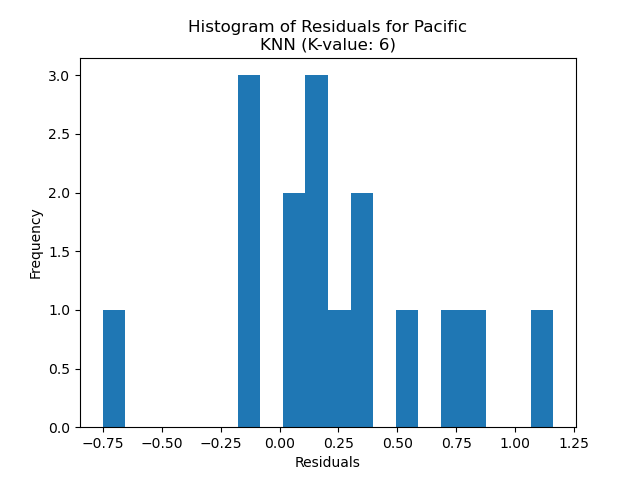 Histogram of Residuals for Pacific
KNN (K-value: 6)
3.0
2.5
2.0
1.5
1.0
0.5
0.0
Frequency
−0.75 −0.50 −0.25 0.00 0.25 0.50 0.75 1.00 1.25
Residuals